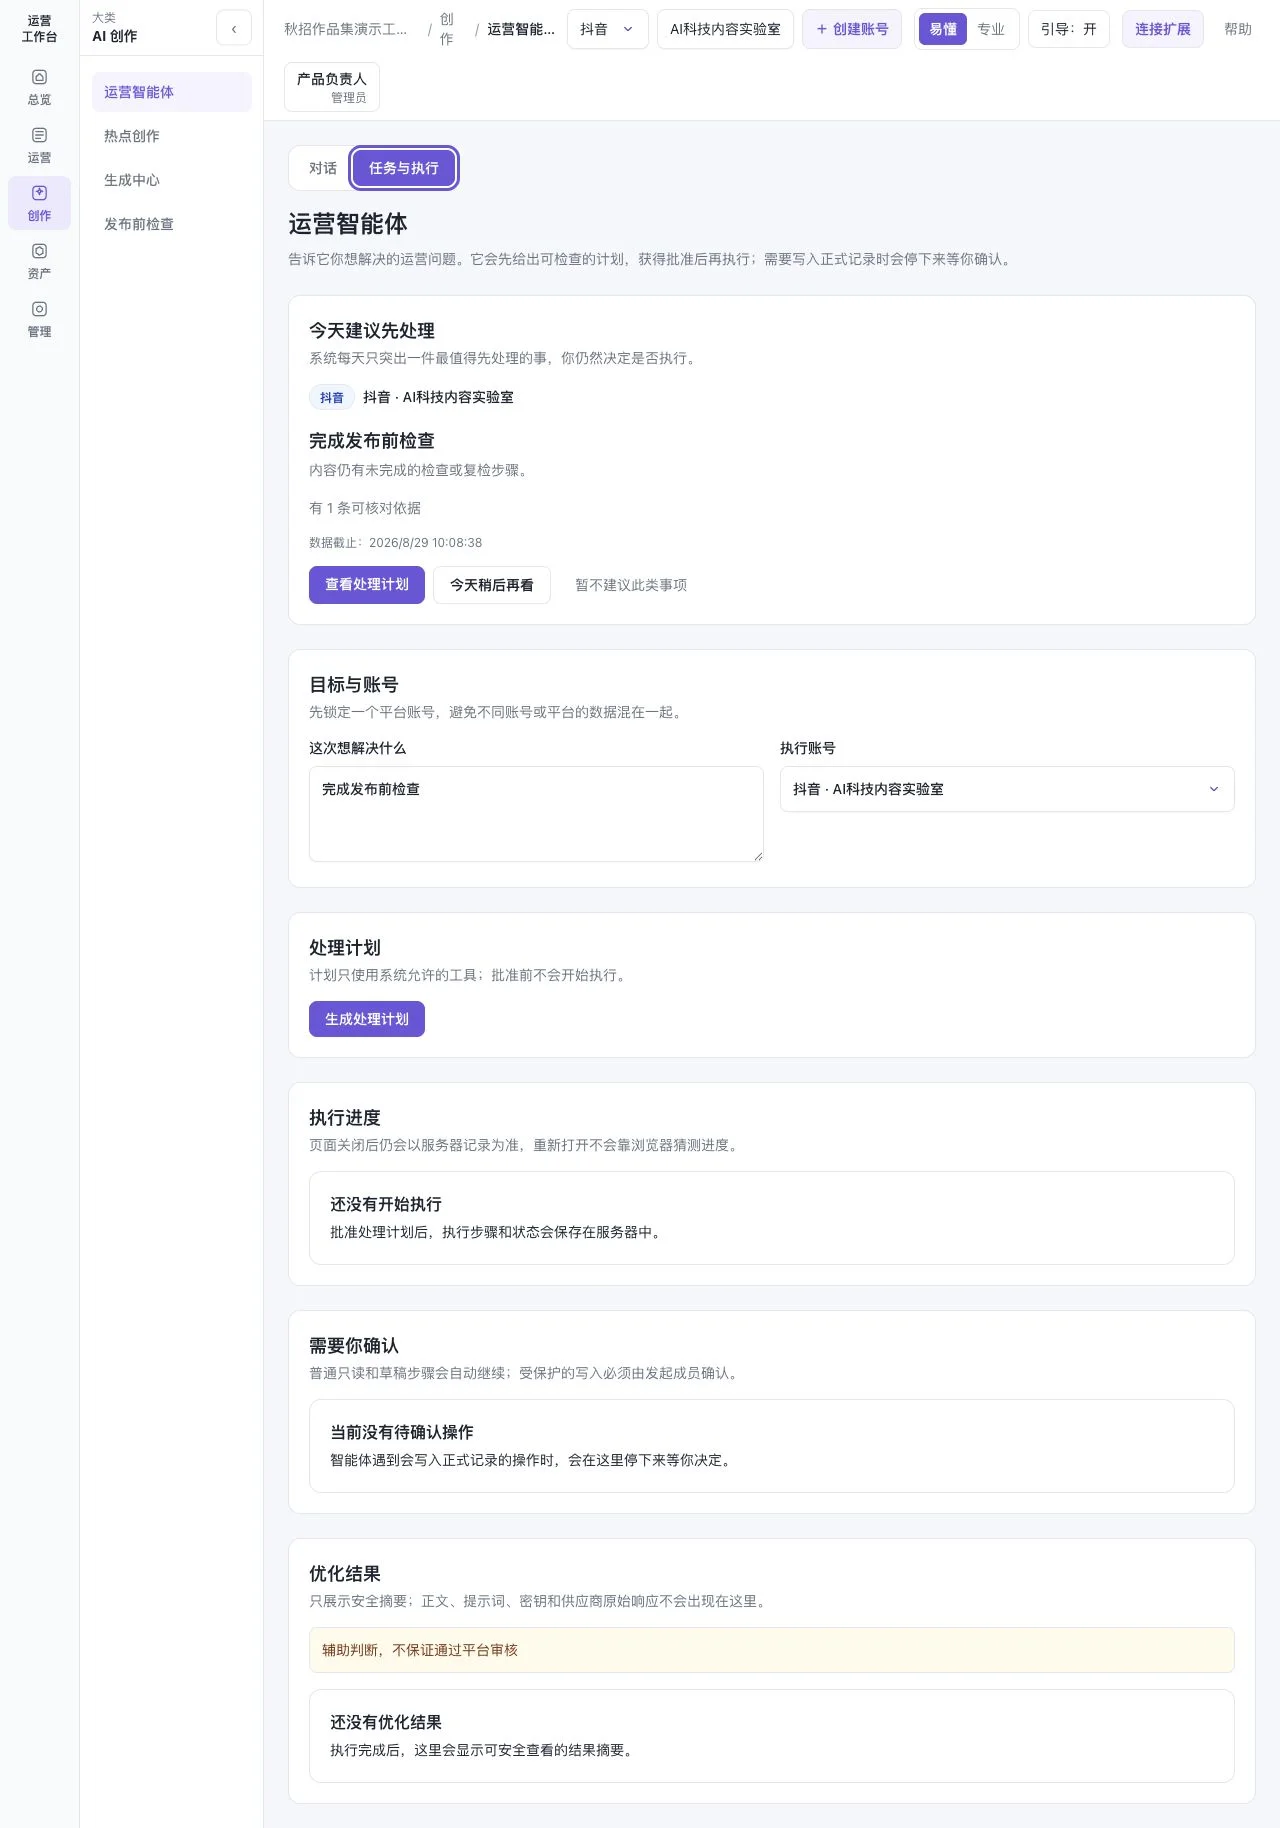 运营
工作台
总览
运营
创作
资产
管理
大类
AI 创作
‹
运营智能体
热点创作
生成中心
发布前检查
秋招作品集演示工...
/
创作
/
运营智能...
抖音
AI科技内容实验室
+ 创建账号
易懂
专业
引导：开
连接扩展
帮助
产品负责人
管理员
对话
任务与执行
运营智能体
告诉它你想解决的运营问题。它会先给出可检查的计划，获得批准后再执行；需要写入正式记录时会停下来等你确认。
今天建议先处理
系统每天只突出一件最值得先处理的事，你仍然决定是否执行。
抖音
抖音 · AI科技内容实验室
完成发布前检查
内容仍有未完成的检查或复检步骤。
有 1 条可核对依据
数据截止：2026/8/29 10:08:38
查看处理计划
今天稍后再看
暂不建议此类事项
目标与账号
先锁定一个平台账号，避免不同账号或平台的数据混在一起。
这次想解决什么
完成发布前检查
执行账号
抖音 · AI科技内容实验室
处理计划
计划只使用系统允许的工具；批准前不会开始执行。
生成处理计划
执行进度
页面关闭后仍会以服务器记录为准，重新打开不会靠浏览器猜测进度。
还没有开始执行
批准处理计划后，执行步骤和状态会保存在服务器中。
需要你确认
普通只读和草稿步骤会自动继续；受保护的写入必须由发起成员确认。
当前没有待确认操作
智能体遇到会写入正式记录的操作时，会在这里停下来等你决定。
优化结果
只展示安全摘要；正文、提示词、密钥和供应商原始响应不会出现在这里。
辅助判断，不保证通过平台审核
还没有优化结果
执行完成后，这里会显示可安全查看的结果摘要。